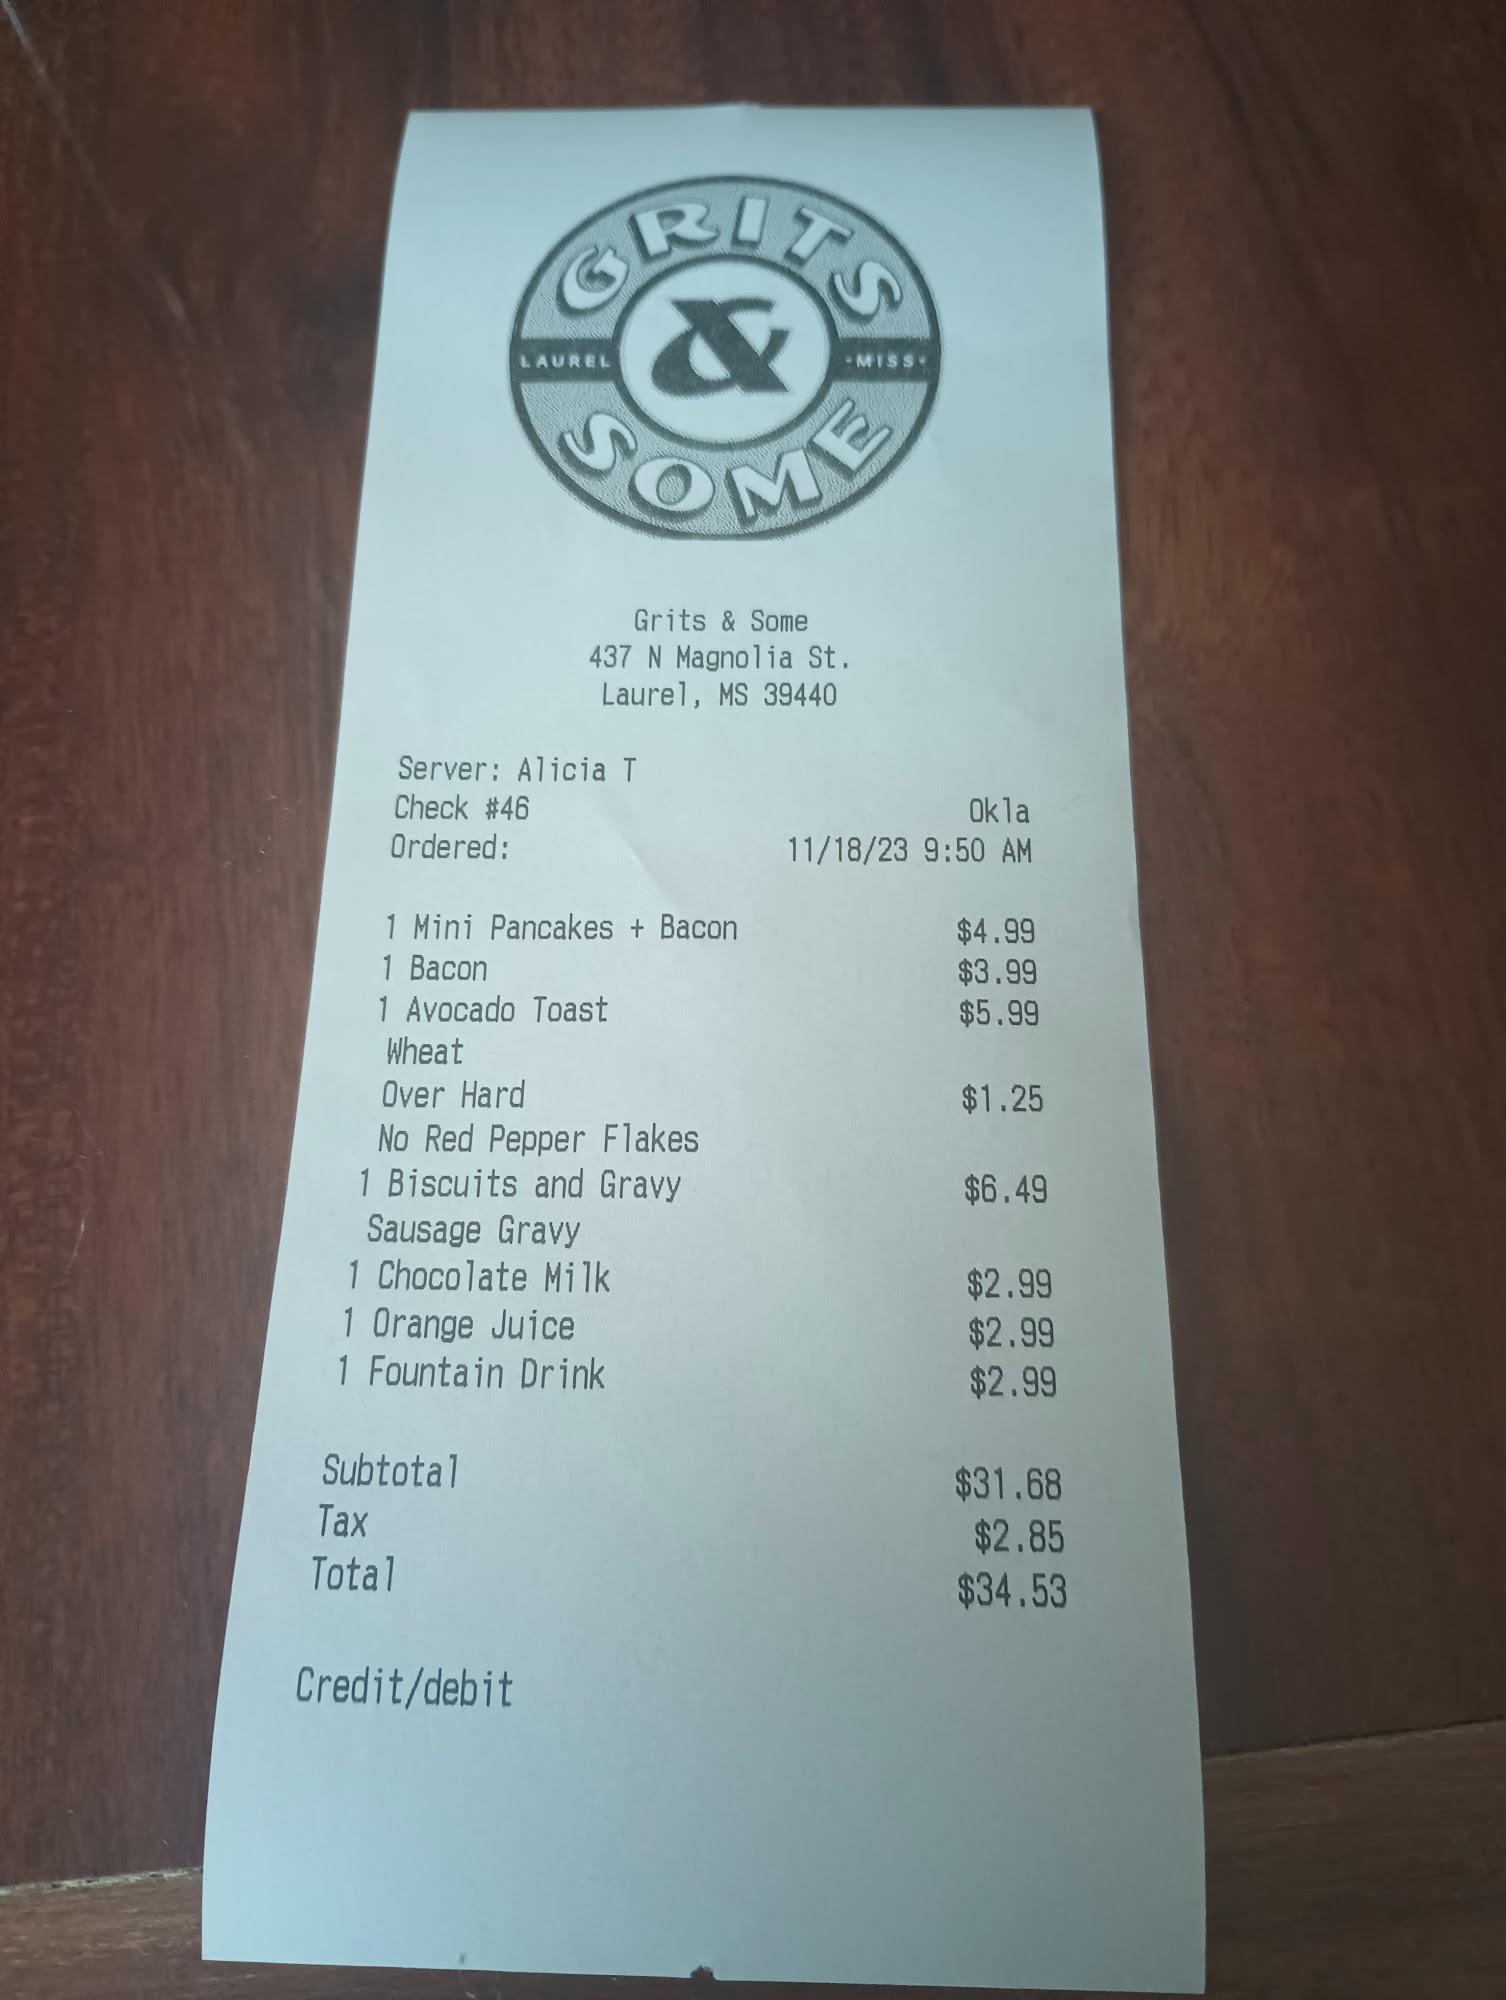 GRITS
&
LAUREL
·MISS·
SOME
Grits & Some
437 N Magnolia St.
Laurel, MS 39440
Server: Alicia T
Check #46 Okla
Ordered: 11/18/23 9:50 AM
1 Mini Pancakes + Bacon $4.99
1 Bacon $3.99
1 Avocado Toast $5.99
Wheat
Over Hard $1.25
No Red Pepper Flakes
1 Biscuits and Gravy $6.49
Sausage Gravy
1 Chocolate Milk $2.99
1 Orange Juice $2.99
1 Fountain Drink $2.99
Subtotal $31.68
Tax $2.85
Total $34.53
Credit/debit